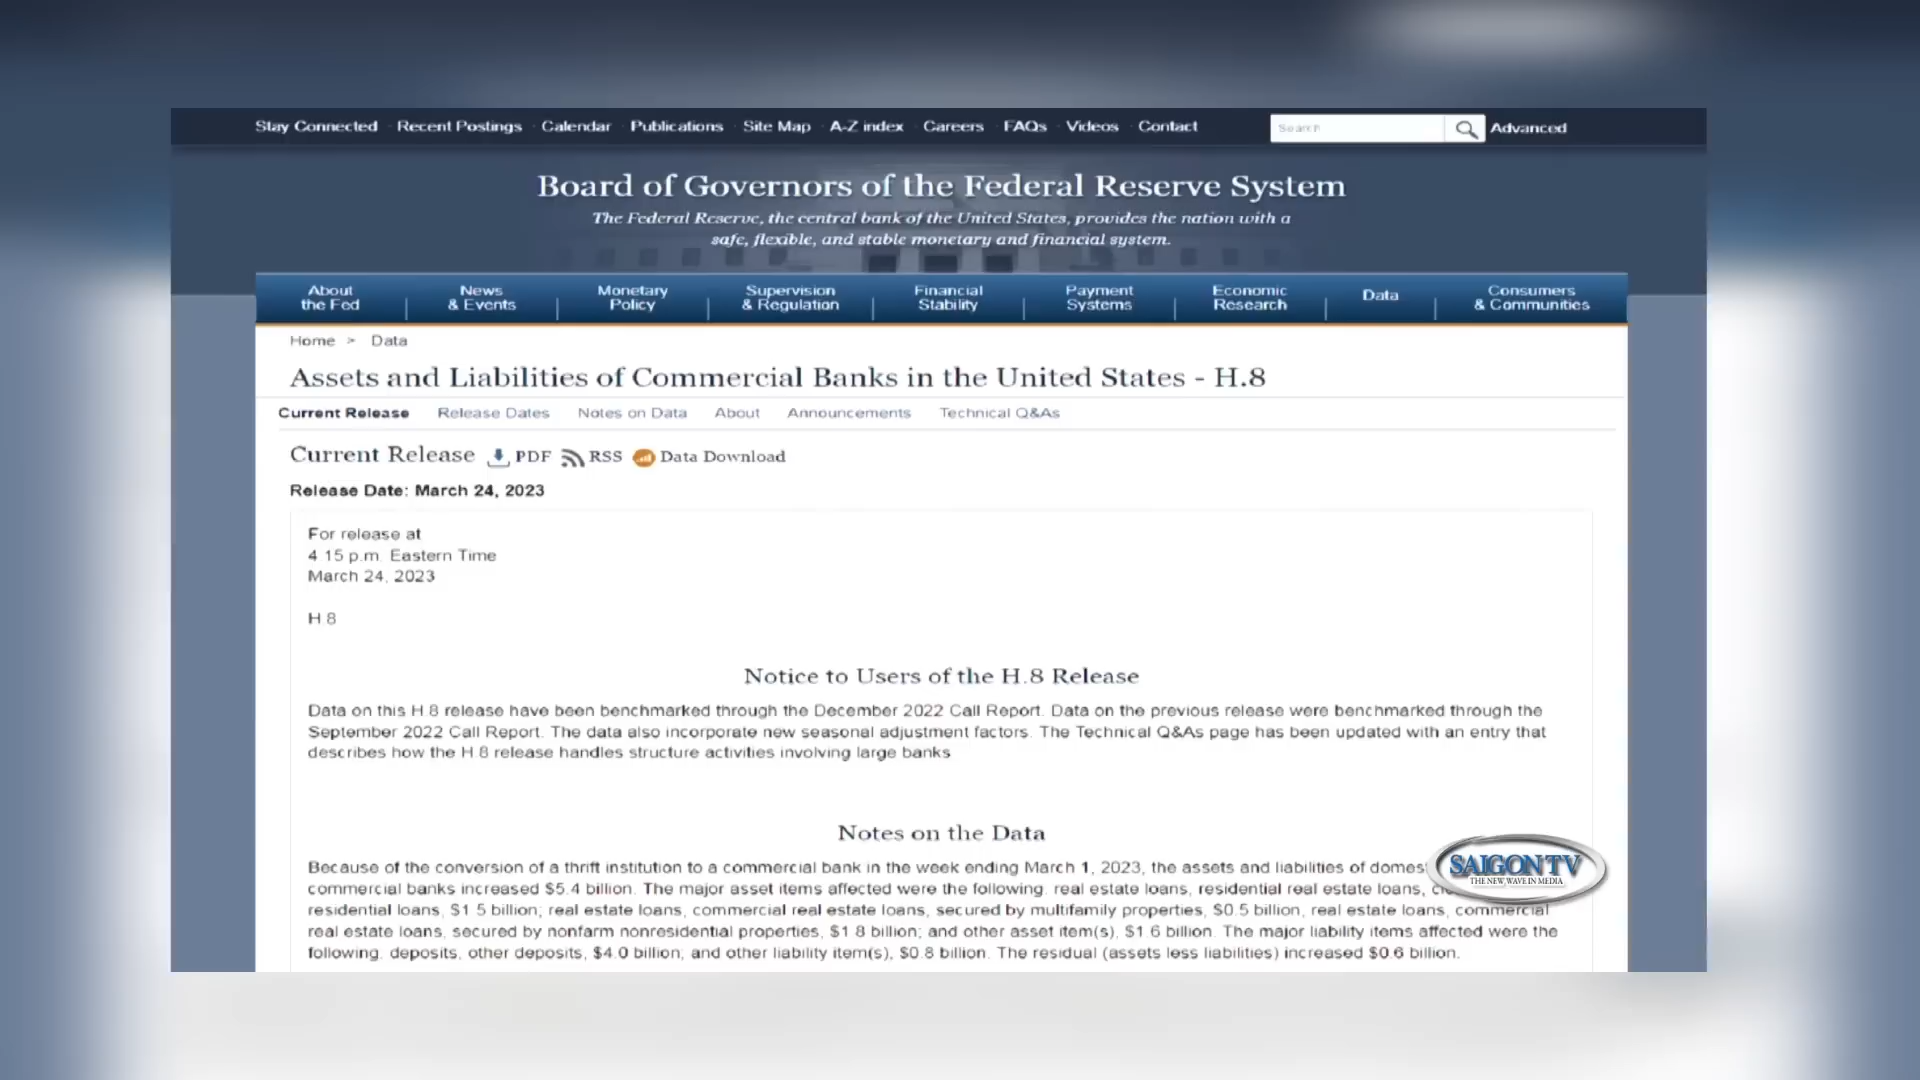 Stay Connected Recent Postings Calendar Publications Site Map A-Z index Careers FAQs Videos Contact Search Advanced
Board of Governors of the Federal Reserve System
The Federal Reserve, the central bank of the United States, provides the nation with a
safe, flexible, and stable monetary and financial system.
About the Fed
News & Events
Monetary Policy
Supervision & Regulation
Financial Stability
Payment Systems
Economic Research
Data
Consumers & Communities
Home > Data
Assets and Liabilities of Commercial Banks in the United States - H.8
Current Release Release Dates Notes on Data About Announcements Technical Q&As
Current Release PDF RSS Data Download
Release Date: March 24, 2023
For release at
4 15 p.m. Eastern Time
March 24, 2023
H 8
Notice to Users of the H.8 Release
Data on this H 8 release have been benchmarked through the December 2022 Call Report. Data on the previous release were benchmarked through the
September 2022 Call Report. The data also incorporate new seasonal adjustment factors. The Technical Q&As page has been updated with an entry that
describes how the H 8 release handles structure activities involving large banks
Notes on the Data
Because of the conversion of a thrift institution to a commercial bank in the week ending March 1, 2023, the assets and liabilities of
commercial banks increased $5.4 billion. The major asset items affected were the following. real estate loans, residential real estate loans,
residential loans, $1 5 billion; real estate loans, commercial real estate loans, secured by multifamily properties, $0.5 billion, real estate loans, commercial
real estate loans, secured by nonfarm nonresidential properties, $1 8 billion; and other asset item(s), $1 6 billion. The major liability items affected were the
following. deposits, other deposits, $4.0 billion; and other liability item(s), $0.8 billion. The residual (assets less liabilities) increased $0.6 billion.
SAIGON TV
THE NEW WAVE IN MEDIA